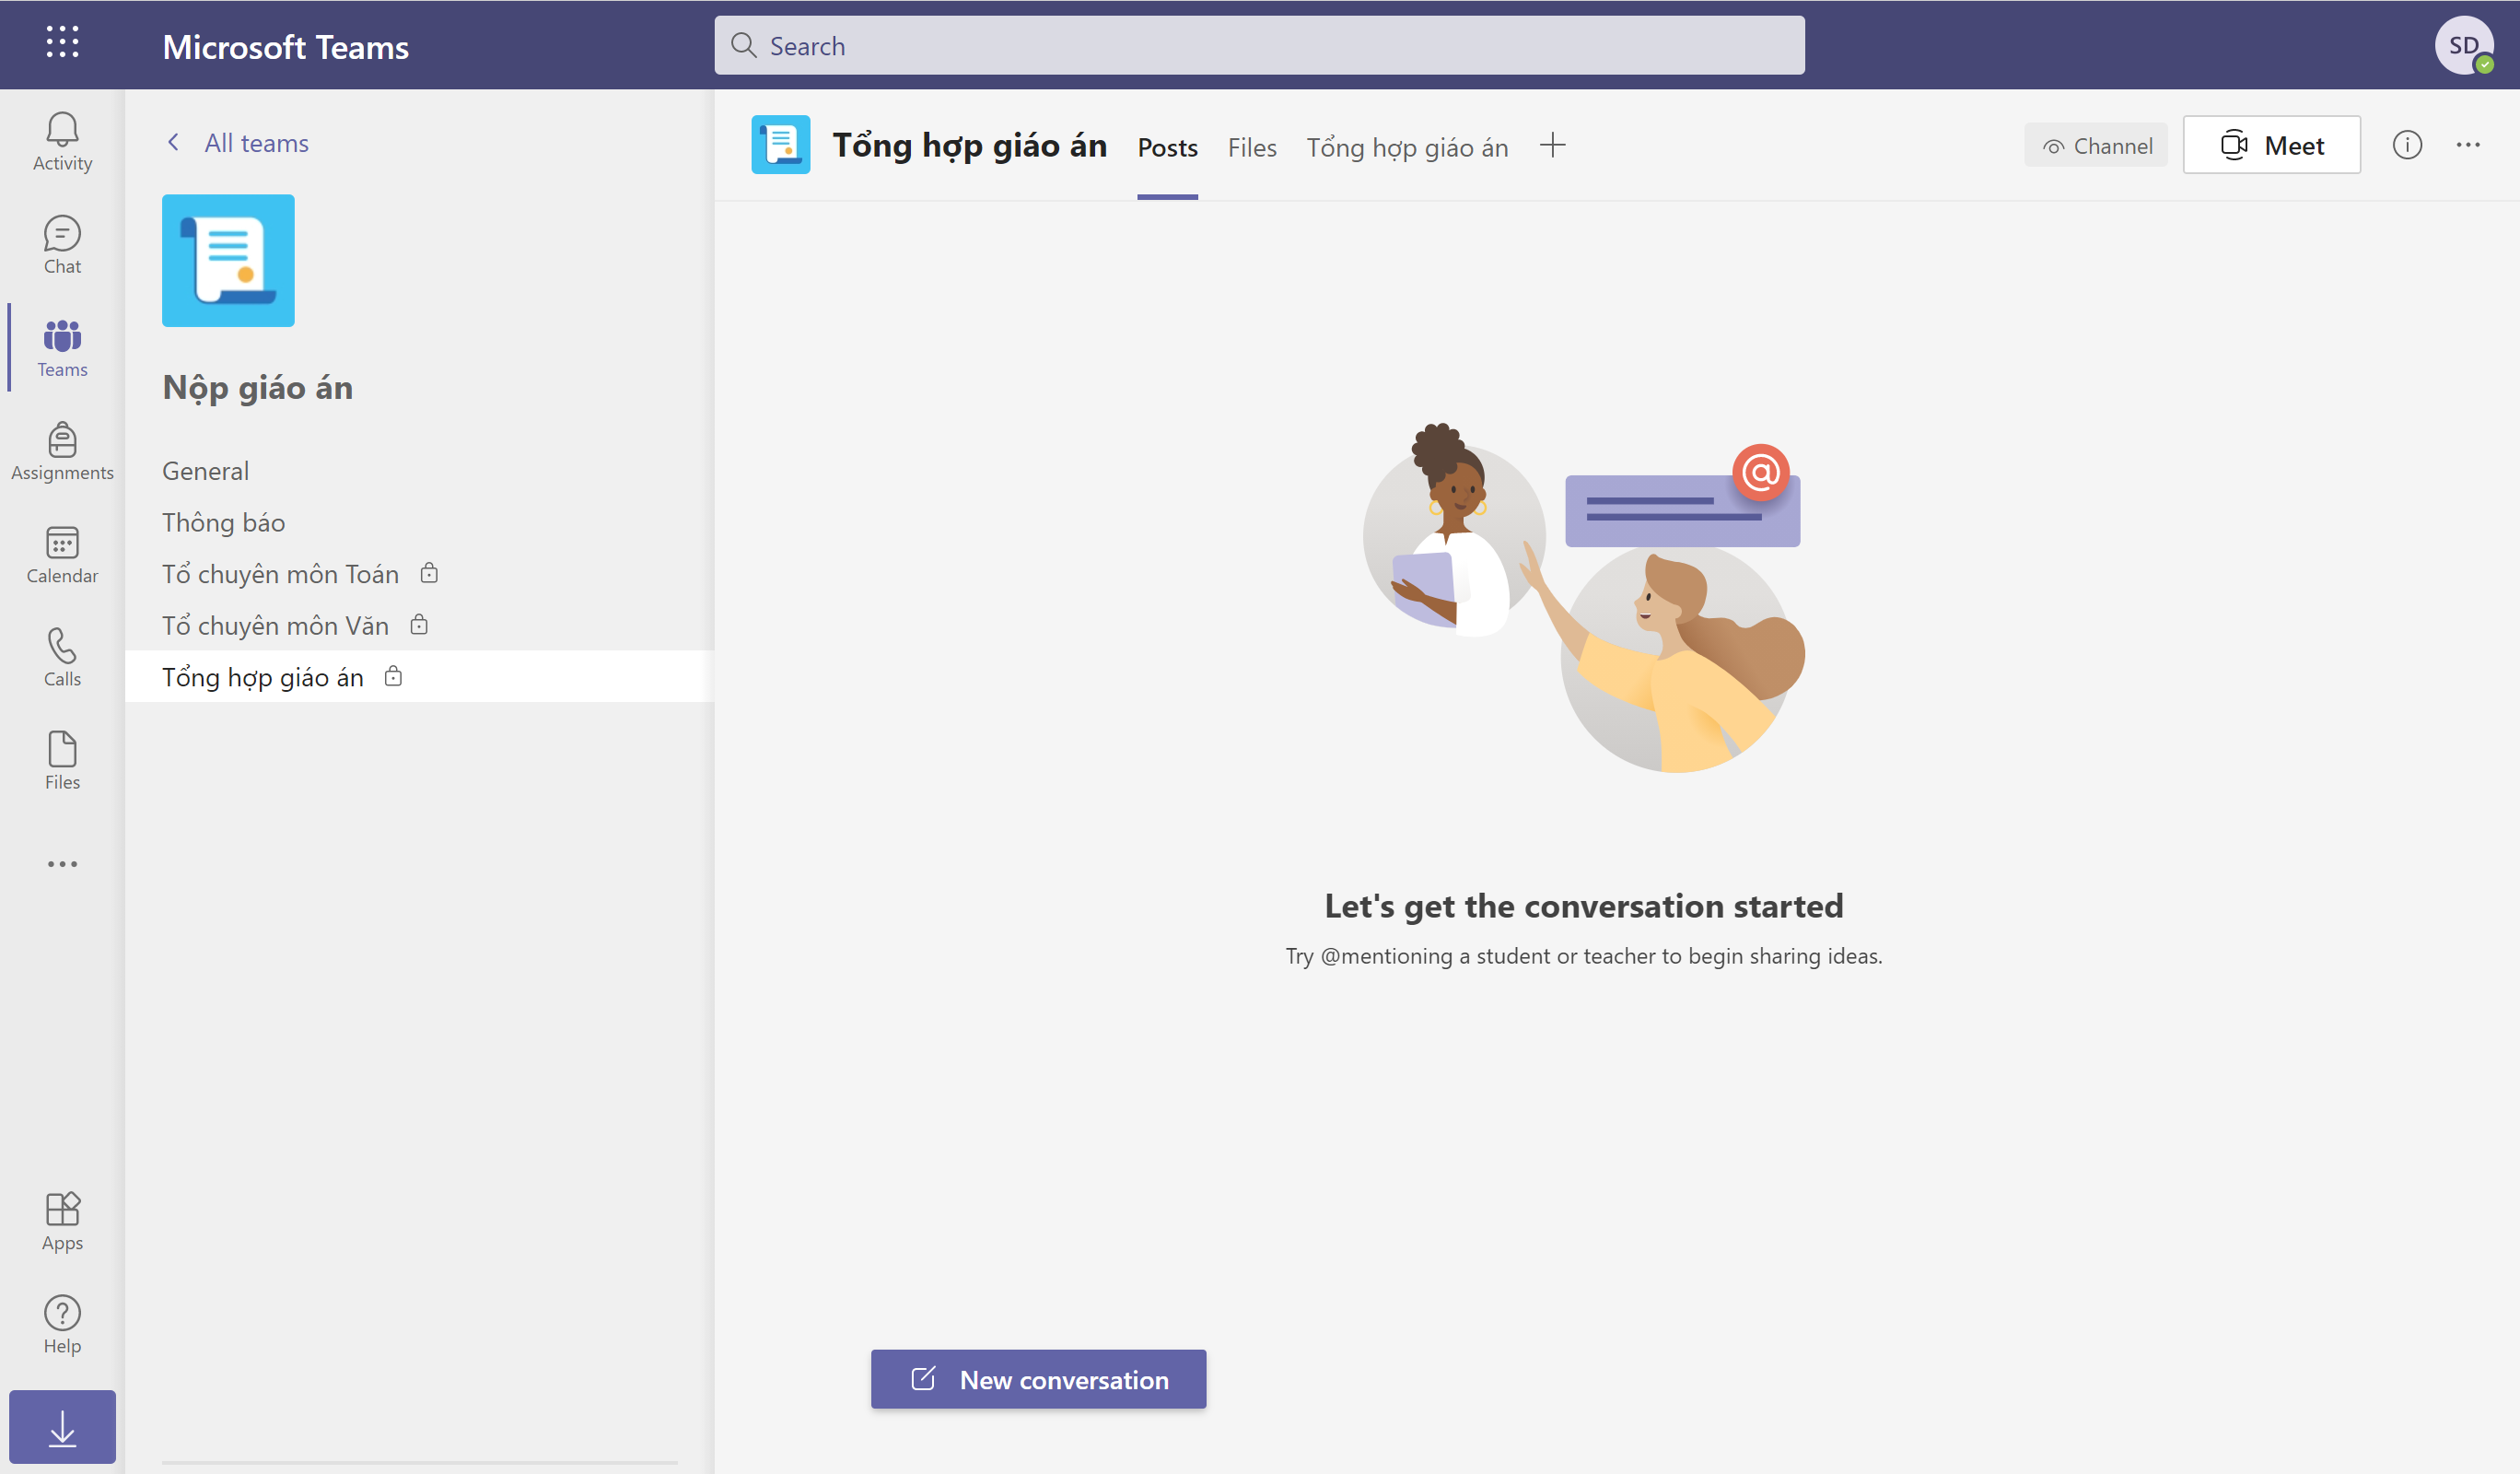 Microsoft Teams
Search
SD
Activity
Chat
Teams
Assignments
Calendar
Calls
Files
Apps
Help
All teams
Nộp giáo án
General
Thông báo
Tổ chuyên môn Toán
Tổ chuyên môn Văn
Tổng hợp giáo án
Tổng hợp giáo án Posts Files Tổng hợp giáo án
Channel Meet
@
Let's get the conversation started
Try @mentioning a student or teacher to begin sharing ideas.
New conversation